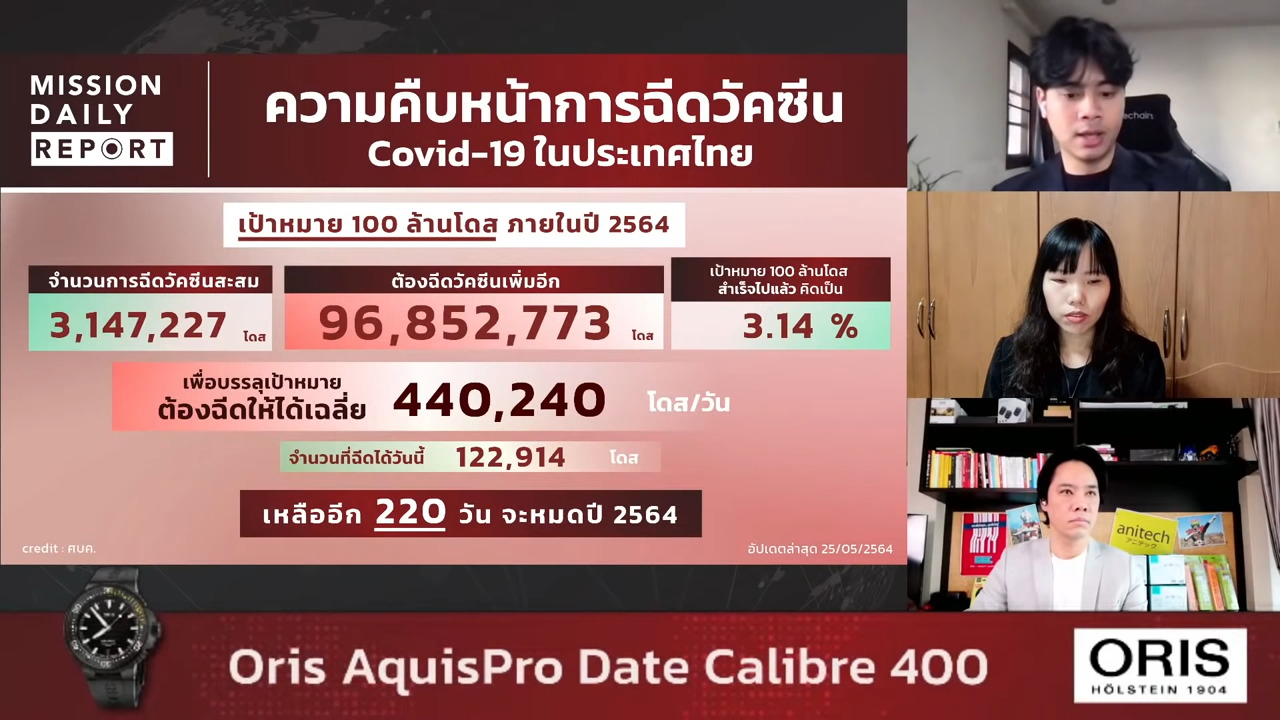 MISSION
DAILY
REPORT
ความคืบหน้าการฉีดวัคซีน
Covid-19 ในประเทศไทย
เป้าหมาย 100 ล้านโดส ภายในปี 2564
จำนวนการฉีดวัคซีนสะสม
3,147,227 โดส
ต้องฉีดวัคซีนเพิ่มอีก
96,852,773 โดส
เป้าหมาย 100 ล้านโดส
สำเร็จไปแล้ว คิดเป็น
3.14 %
เพื่อบรรลุเป้าหมาย
ต้องฉีดให้ได้เฉลี่ย 440,240 โดส/วัน
จำนวนที่ฉีดได้วันนี้ 122,914 โดส
เหลืออีก 220 วัน จะหมดปี 2564
credit : ศบค.
อัปเดตล่าสุด 25/05/2564
anitech
アニテック
Oris AquisPro Date Calibre 400
ORIS
HÖLSTEIN 1904